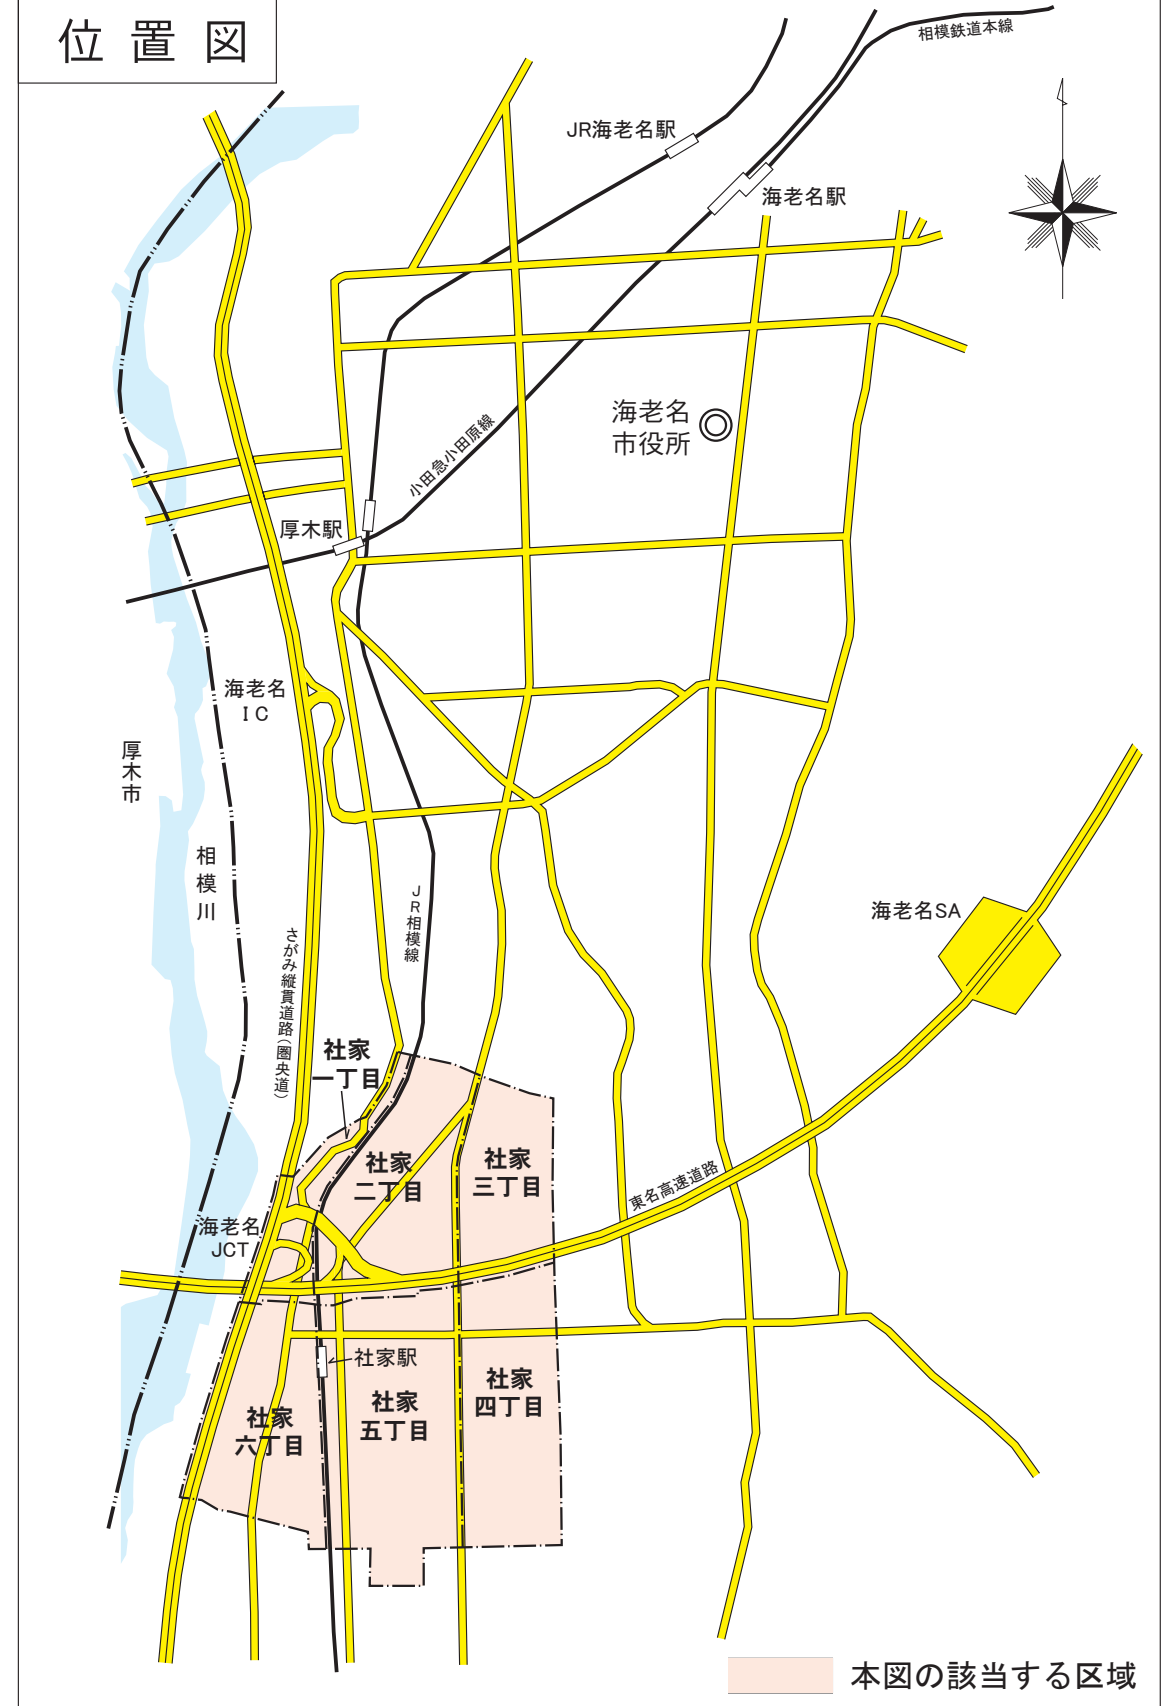 位置図
相模鉄道本線
JR海老名駅
海老名駅
海老名
市役所
小田急小田原線
厚木駅
海老名
IC
厚木市
相模川
JR相模線
海老名SA
さがみ縦貫道路(圏央道)
社家
一丁目
社家
二丁目
社家
三丁目
東名高速道路
海老名
JCT
社家駅
社家
四丁目
社家
五丁目
社家
六丁目
本図の該当する区域